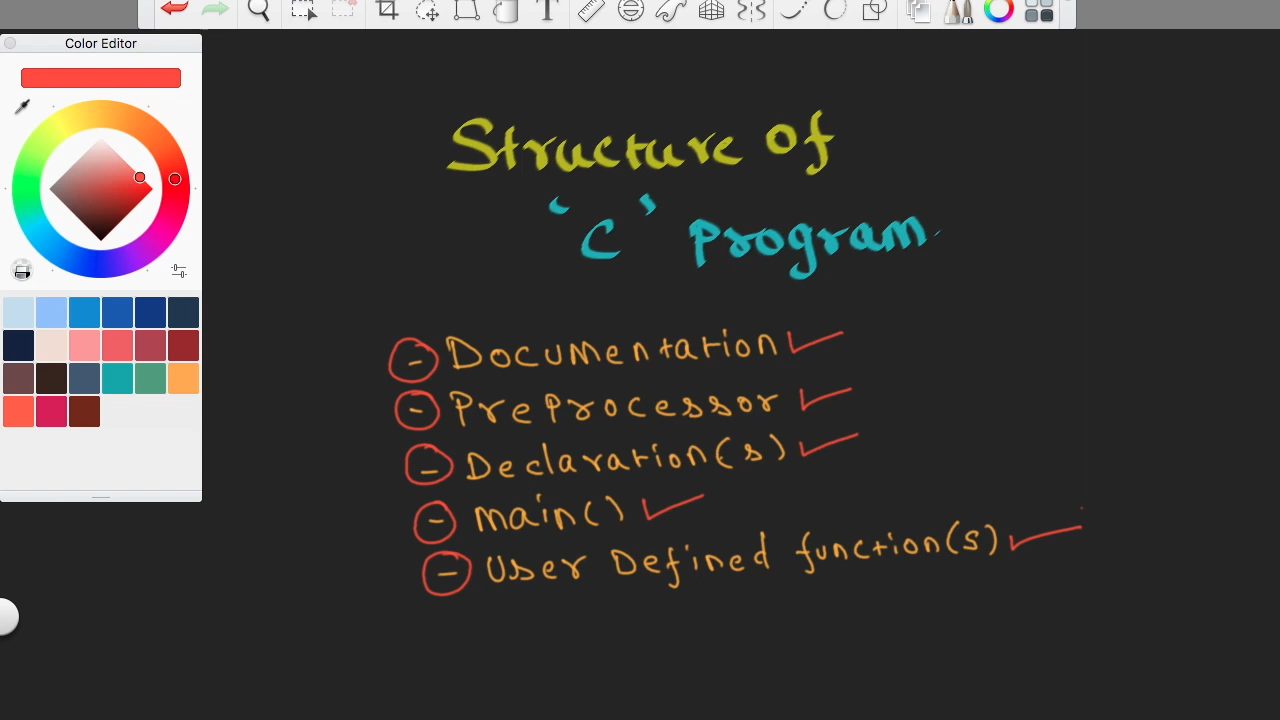 Color Editor
Structure of
'C' Program.
- Documentation
- Preprocessor
- Declaration(s)
- main()
- User Defined function(s)